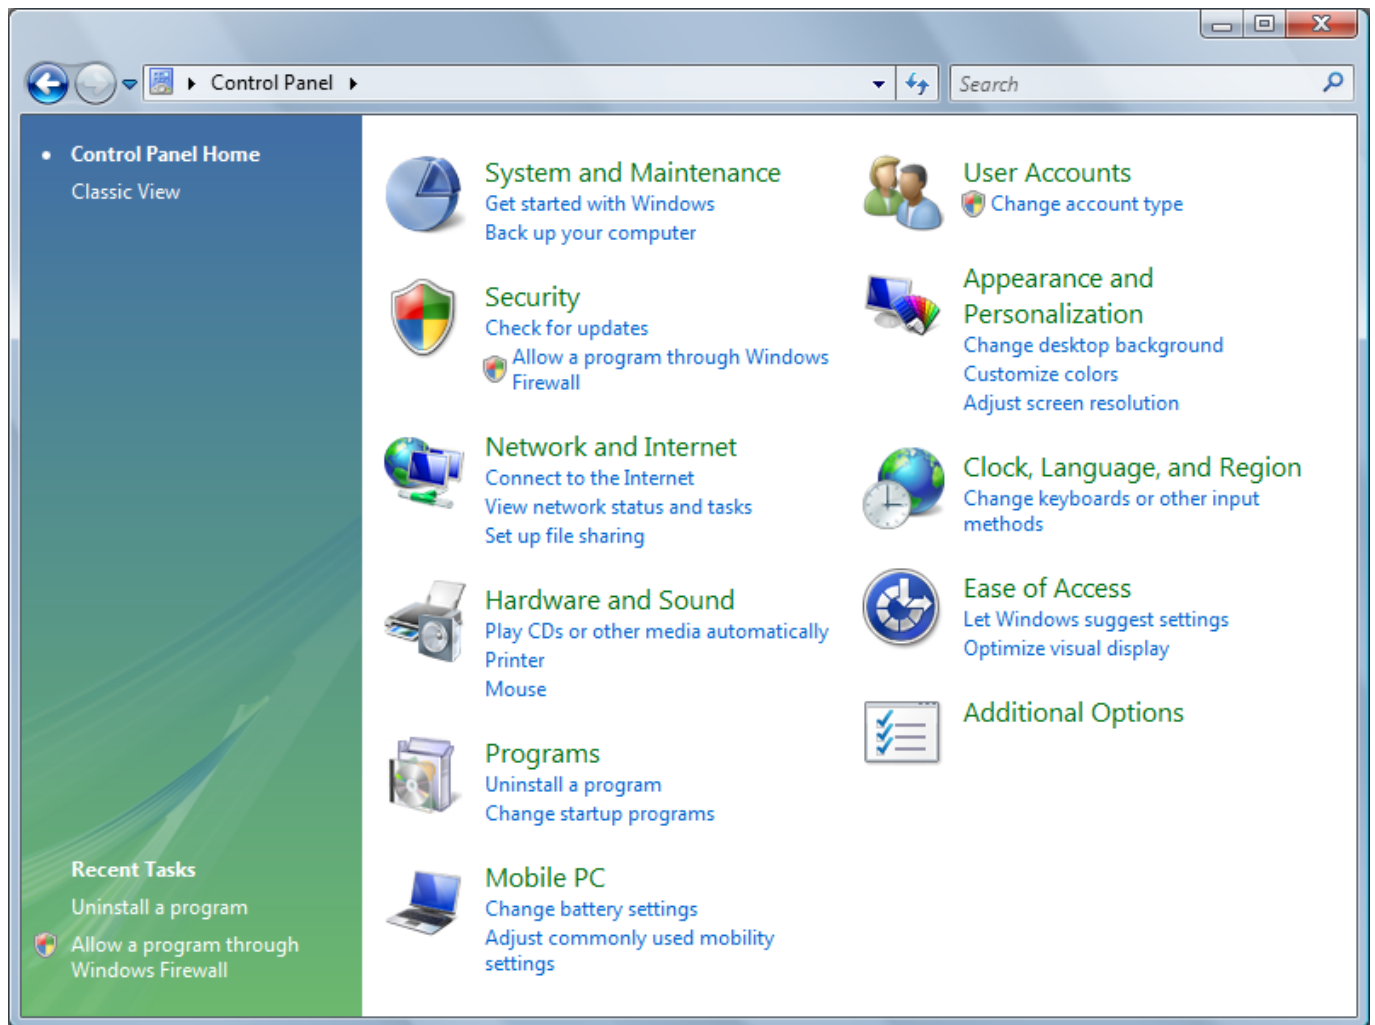 Control Panel
Search
Control Panel Home
Classic View
Recent Tasks
Uninstall a program
Allow a program through
Windows Firewall
System and Maintenance
Get started with Windows
Back up your computer
Security
Check for updates
Allow a program through Windows
Firewall
Network and Internet
Connect to the Internet
View network status and tasks
Set up file sharing
Hardware and Sound
Play CDs or other media automatically
Printer
Mouse
Programs
Uninstall a program
Change startup programs
Mobile PC
Change battery settings
Adjust commonly used mobility
settings
User Accounts
Change account type
Appearance and
Personalization
Change desktop background
Customize colors
Adjust screen resolution
Clock, Language, and Region
Change keyboards or other input
methods
Ease of Access
Let Windows suggest settings
Optimize visual display
Additional Options